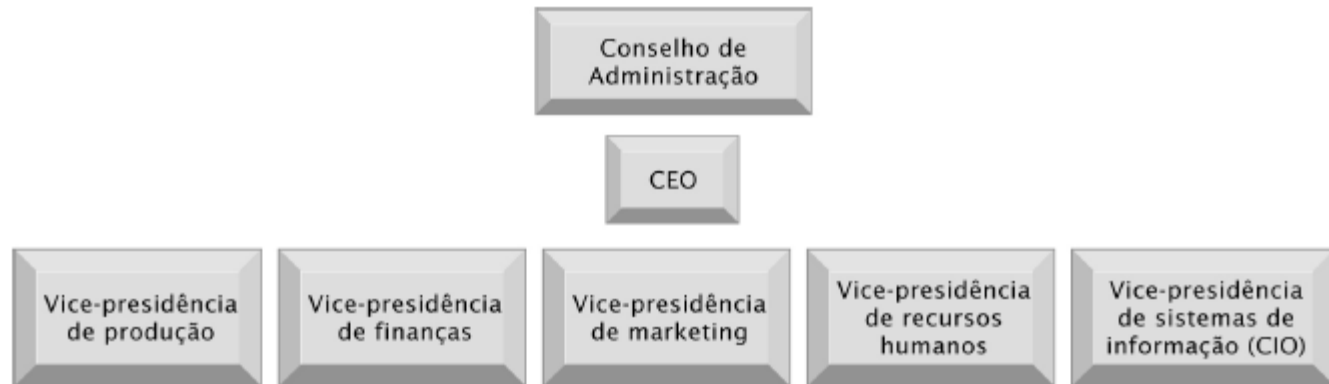 Conselho de
Administração
CEO
Vice-presidência
de produção
Vice-presidência
de finanças
Vice-presidência
de marketing
Vice-presidência
de recursos
humanos
Vice-presidência
de sistemas de
informação (CIO)